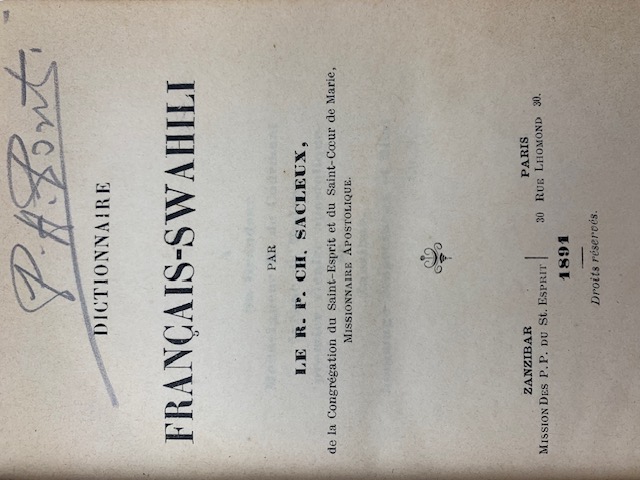 DICTIONNAIRE
FRANÇAIS-SWAHILI
PAR
LE R. P. CH. SACLEUX,
de la Congrégation du Saint-Esprit et du Saint-Cœur de Marie,
MISSIONNAIRE APOSTOLIQUE.
ZANZIBAR
MISSION DES P. P. DU ST. ESPRIT
PARIS
30 RUE LHOMOND 30.
1891
Droits réservés.